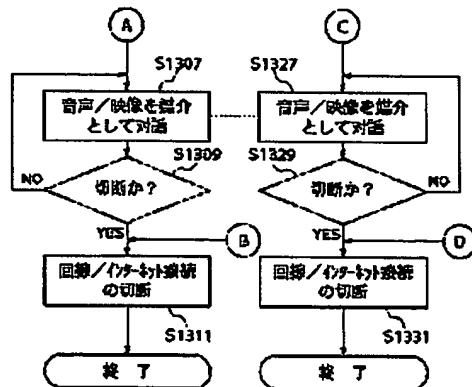 A
C
S1307
S1327
音声/映像を媒介
として対話
音声/映像を媒介
として対話
S1309
S1329
切断か?
切断か?
NO
NO
YES
B
YES
D
回線/インターネット接続
の切断
回線/インターネット接続
の切断
S1311
S1331
終了
終了